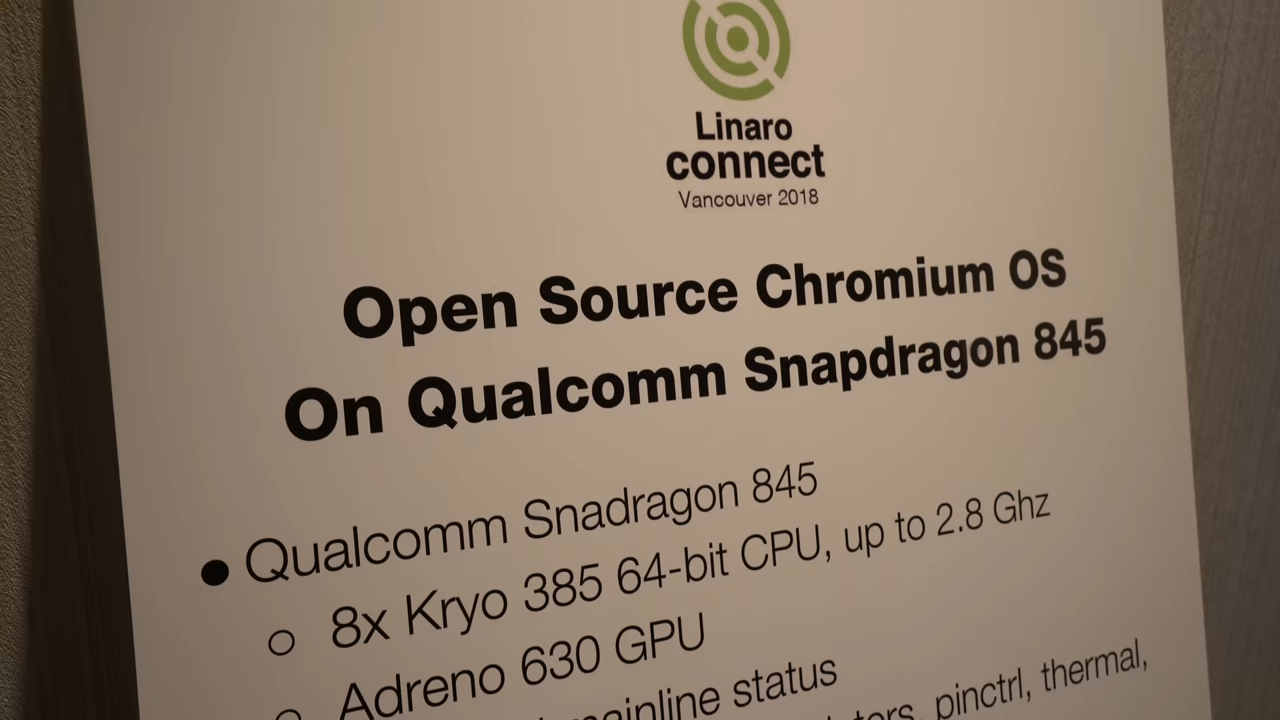 Linaro
connect
Vancouver 2018
Open Source Chromium OS
On Qualcomm Snapdragon 845
● Qualcomm Snadragon 845
○ 8x Kryo 385 64-bit CPU, up to 2.8 Ghz
○ Adreno 630 GPU
status
pinctrl, thermal,